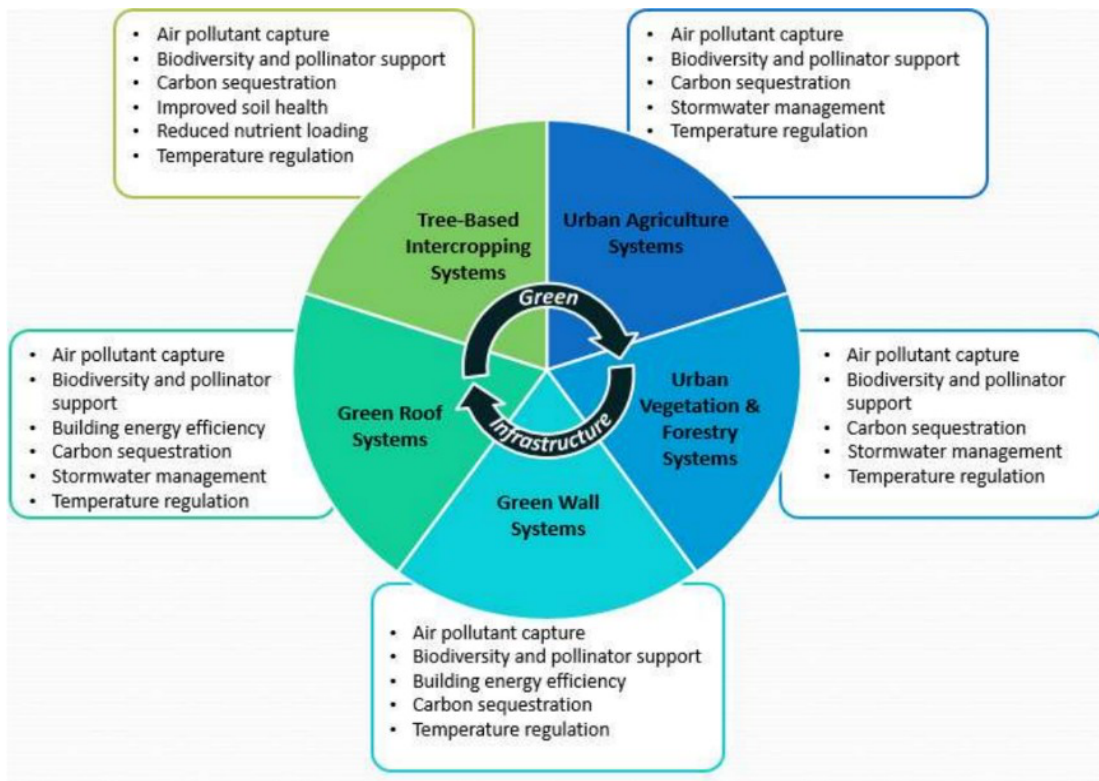 • Air pollutant capture
• Biodiversity and pollinator support
• Carbon sequestration
• Improved soil health
• Reduced nutrient loading
• Temperature regulation
• Air pollutant capture
• Biodiversity and pollinator support
• Carbon sequestration
• Stormwater management
• Temperature regulation
Tree-Based
Intercropping
Systems
Urban Agriculture
Systems
Green
Infrastructure
• Air pollutant capture
• Biodiversity and pollinator
support
• Building energy efficiency
• Carbon sequestration
• Stormwater management
• Temperature regulation
Green Roof
Systems
Urban
Vegetation &
Forestry
Systems
• Air pollutant capture
• Biodiversity and pollinator
support
• Carbon sequestration
• Stormwater management
• Temperature regulation
Green Wall
Systems
• Air pollutant capture
• Biodiversity and pollinator support
• Building energy efficiency
• Carbon sequestration
• Temperature regulation